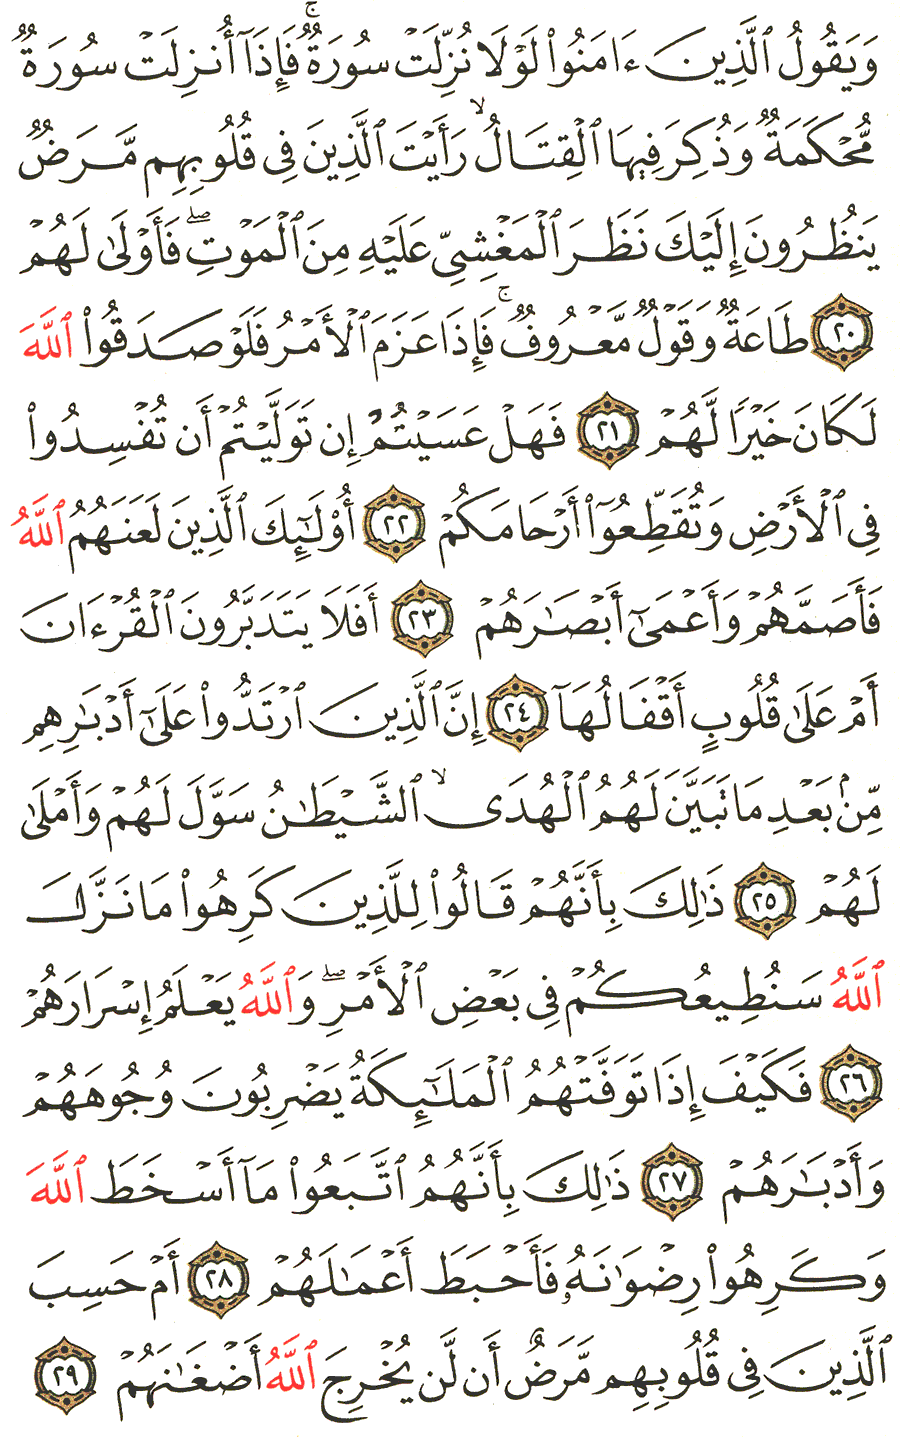 وَيَقُولُ ٱلَّذِينَ ءَامَنُوا۟ لَوْلَا نُزِّلَتْ سُورَةٌ ۖ فَإِذَآ أُنزِلَتْ سُورَةٌ
مُّحْكَمَةٌ وَذُكِرَ فِيهَا ٱلْقِتَالُ ۙ رَأَيْتَ ٱلَّذِينَ فِى قُلُوبِهِم مَّرَضٌ
يَنظُرُونَ إِلَيْكَ نَظَرَ ٱلْمَغْشِىِّ عَلَيْهِ مِنَ ٱلْمَوْتِ ۖ فَأَوْلَىٰ لَهُمْ
٢٠ طَاعَةٌ وَقَوْلٌ مَّعْرُوفٌ ۚ فَإِذَا عَزَمَ ٱلْأَمْرُ فَلَوْ صَدَقُوا۟ ٱللَّهَ
لَكَانَ خَيْرًا لَّهُمْ ٢١ فَهَلْ عَسَيْتُمْ إِن تَوَلَّيْتُمْ أَن تُفْسِدُوا۟
فِى ٱلْأَرْضِ وَتُقَطِّعُوٓا۟ أَرْحَامَكُمْ ٢٢ أُو۟لَـٰٓئِكَ ٱلَّذِينَ لَعَنَهُمُ ٱللَّهُ
فَأَصَمَّهُمْ وَأَعْمَىٰٓ أَبْصَـٰرَهُمْ ٢٣ أَفَلَا يَتَدَبَّرُونَ ٱلْقُرْءَانَ
أَمْ عَلَىٰ قُلُوبٍ أَقْفَالُهَآ ٢٤ إِنَّ ٱلَّذِينَ ٱرْتَدُّوا۟ عَلَىٰٓ أَدْبَـٰرِهِم
مِّنۢ بَعْدِ مَا تَبَيَّنَ لَهُمُ ٱلْهُدَى ۙ ٱلشَّيْطَـٰنُ سَوَّلَ لَهُمْ وَأَمْلَىٰ
لَهُمْ ٢٥ ذَٰلِكَ بِأَنَّهُمْ قَالُوا۟ لِلَّذِينَ كَرِهُوا۟ مَا نَزَّلَ
ٱللَّهُ سَنُطِيعُكُمْ فِى بَعْضِ ٱلْأَمْرِ ۖ وَٱللَّهُ يَعْلَمُ إِسْرَارَهُمْ
٢٦ فَكَيْفَ إِذَا تَوَفَّتْهُمُ ٱلْمَلَـٰٓئِكَةُ يَضْرِبُونَ وُجُوهَهُمْ
وَأَدْبَـٰرَهُمْ ٢٧ ذَٰلِكَ بِأَنَّهُمُ ٱتَّبَعُوا۟ مَآ أَسْخَطَ ٱللَّهَ
وَكَرِهُوا۟ رِضْوَٰنَهُۥ فَأَحْبَطَ أَعْمَـٰلَهُمْ ٢٨ أَمْ حَسِبَ
ٱلَّذِينَ فِى قُلُوبِهِم مَّرَضٌ أَن لَّن يُخْرِجَ ٱللَّهُ أَضْغَـٰنَهُمْ ٢٩